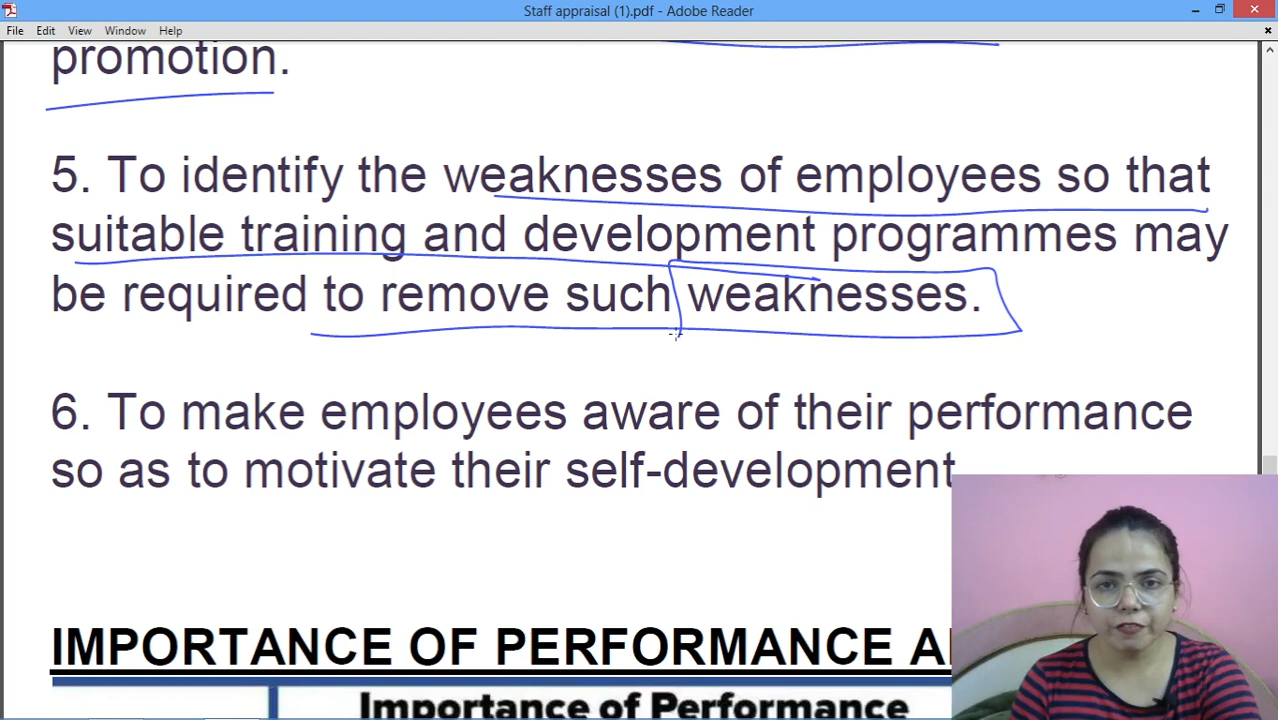 Staff appraisal (1).pdf - Adobe Reader
File Edit View Window Help
promotion.
5. To identify the weaknesses of employees so that
suitable training and development programmes may
be required to remove such weaknesses.
6. To make employees aware of their performance
so as to motivate their self-development
IMPORTANCE OF PERFORMANCE
Importance of Performance